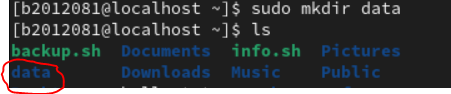 [b2012081@localhost ~]$ sudo mkdir data
[b2012081@localhost ~]$ ls
backup.sh Documents info.sh Pictures
data Downloads Music Public